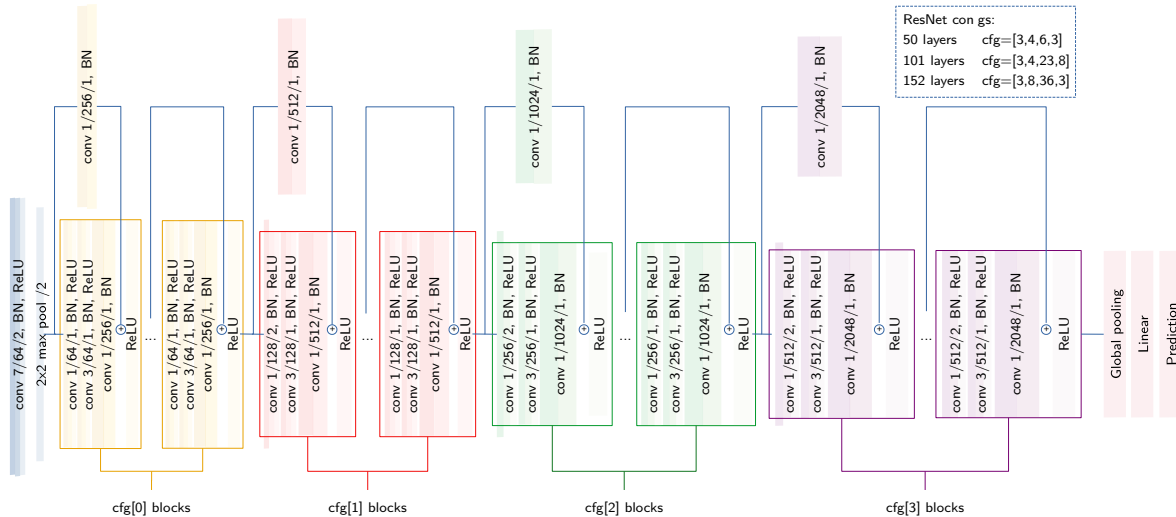 ResNet con gs:
50 layers cfg=[3,4,6,3]
101 layers cfg=[3,4,23,8]
152 layers cfg=[3,8,36,3]
conv 1/256/1, BN
conv 1/512/1, BN
conv 1/1024/1, BN
conv 1/2048/1, BN
conv 7/64/2, BN, ReLU
2x2 max pool /2
conv 1/64/1, BN, ReLU
conv 3/64/1, BN, ReLU
conv 1/256/1, BN
+
ReLU
...
conv 1/64/1, BN, ReLU
conv 3/64/1, BN, ReLU
conv 1/256/1, BN
+
ReLU
conv 1/128/2, BN, ReLU
conv 3/128/1, BN, ReLU
conv 1/512/1, BN
+
ReLU
...
conv 1/128/1, BN, ReLU
conv 3/128/1, BN, ReLU
conv 1/512/1, BN
+
ReLU
conv 1/256/2, BN, ReLU
conv 3/256/1, BN, ReLU
conv 1/1024/1, BN
+
ReLU
...
conv 1/256/1, BN, ReLU
conv 3/256/1, BN, ReLU
conv 1/1024/1, BN
+
ReLU
conv 1/512/2, BN, ReLU
conv 3/512/1, BN, ReLU
conv 1/2048/1, BN
+
ReLU
...
conv 1/512/2, BN, ReLU
conv 3/512/1, BN, ReLU
conv 1/2048/1, BN
+
ReLU
Global pooling
Linear
Prediction
cfg[0] blocks
cfg[1] blocks
cfg[2] blocks
cfg[3] blocks